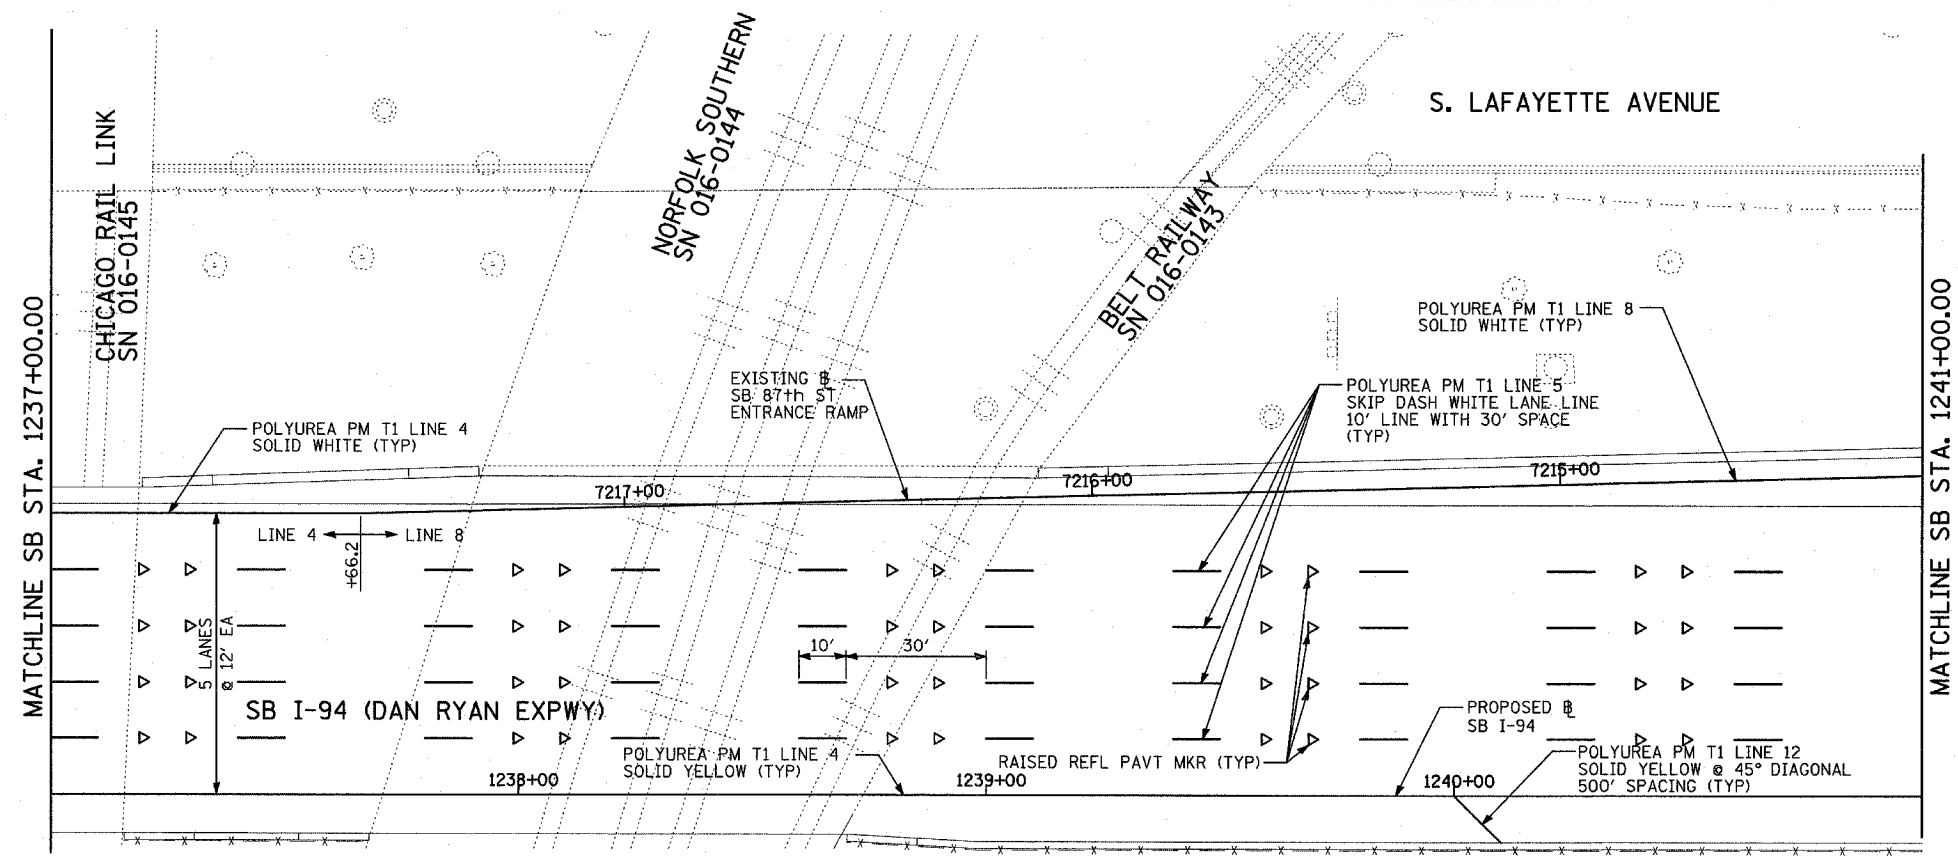 MATCHLINE SB STA. 1237+00.00
CHICAGO RAIL LINK
SN 016-0145
NORFOLK SOUTHERN
SN 016-0144
BELT RAILWAY
SN 016-0143
S. LAFAYETTE AVENUE
POLYUREA PM T1 LINE 8
SOLID WHITE (TYP)
EXISTING ℄
SB 87th ST
ENTRANCE RAMP
POLYUREA PM T1 LINE 5
SKIP DASH WHITE LANE LINE
10' LINE WITH 30' SPACE
(TYP)
POLYUREA PM T1 LINE 4
SOLID WHITE (TYP)
7217+00
7216+00
7215+00
LINE 4
LINE 8
+66.2
5 LANES
@ 12' EA
10'
30'
SB I-94 (DAN RYAN EXPWY)
POLYUREA PM T1 LINE 4
SOLID YELLOW (TYP)
RAISED REFL PAVT MKR (TYP)
PROPOSED ℄
SB I-94
POLYUREA PM T1 LINE 12
SOLID YELLOW @ 45° DIAGONAL
500' SPACING (TYP)
1238+00
1239+00
1240+00
MATCHLINE SB STA. 1241+00.00